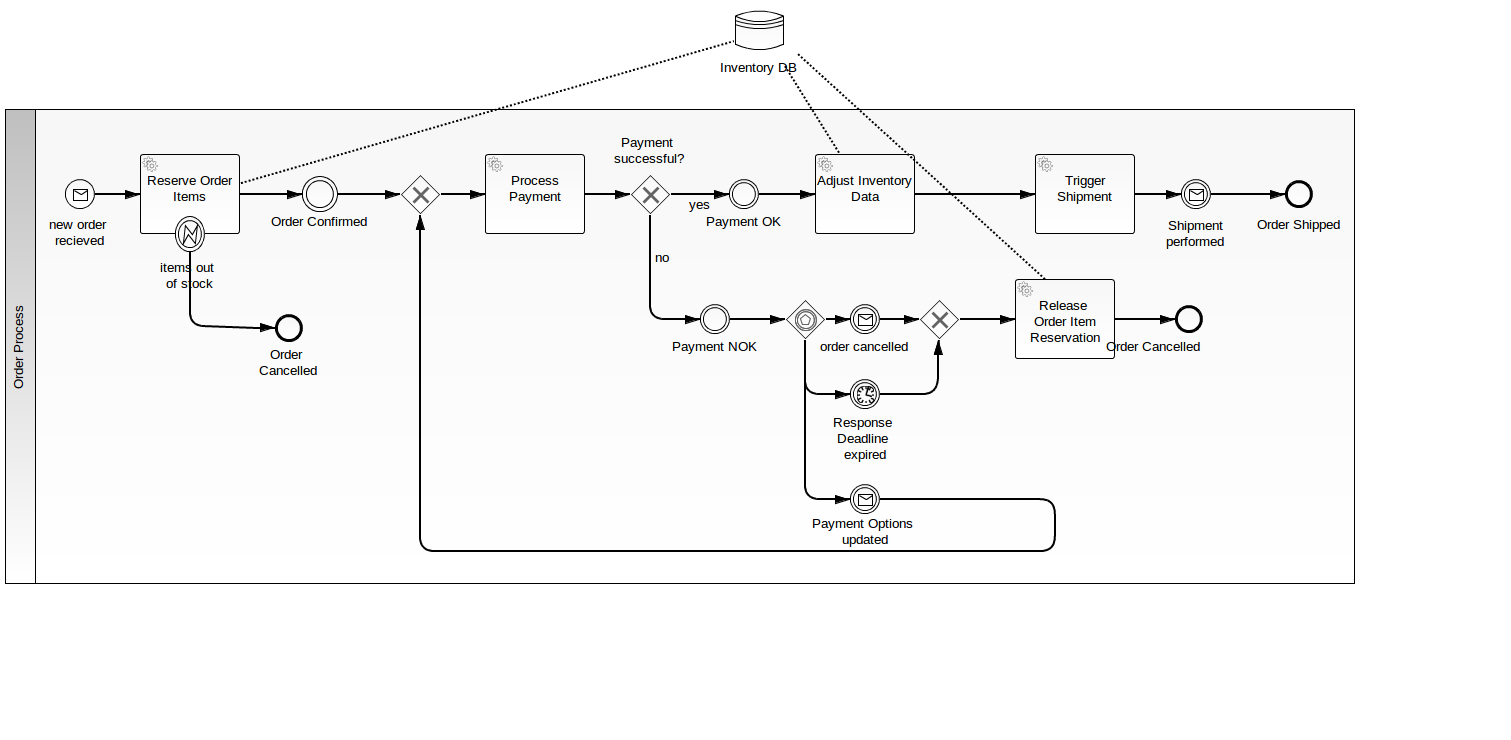 Inventory DB
Order Process
new order
recieved
Reserve Order
Items
items out
of stock
Order
Cancelled
Order Confirmed
Process
Payment
Payment
successful?
yes
no
Payment OK
Adjust Inventory
Data
Trigger
Shipment
Shipment
performed
Order Shipped
Payment NOK
order cancelled
Release
Order Item
Reservation
Order Cancelled
Response
Deadline
expired
Payment Options
updated